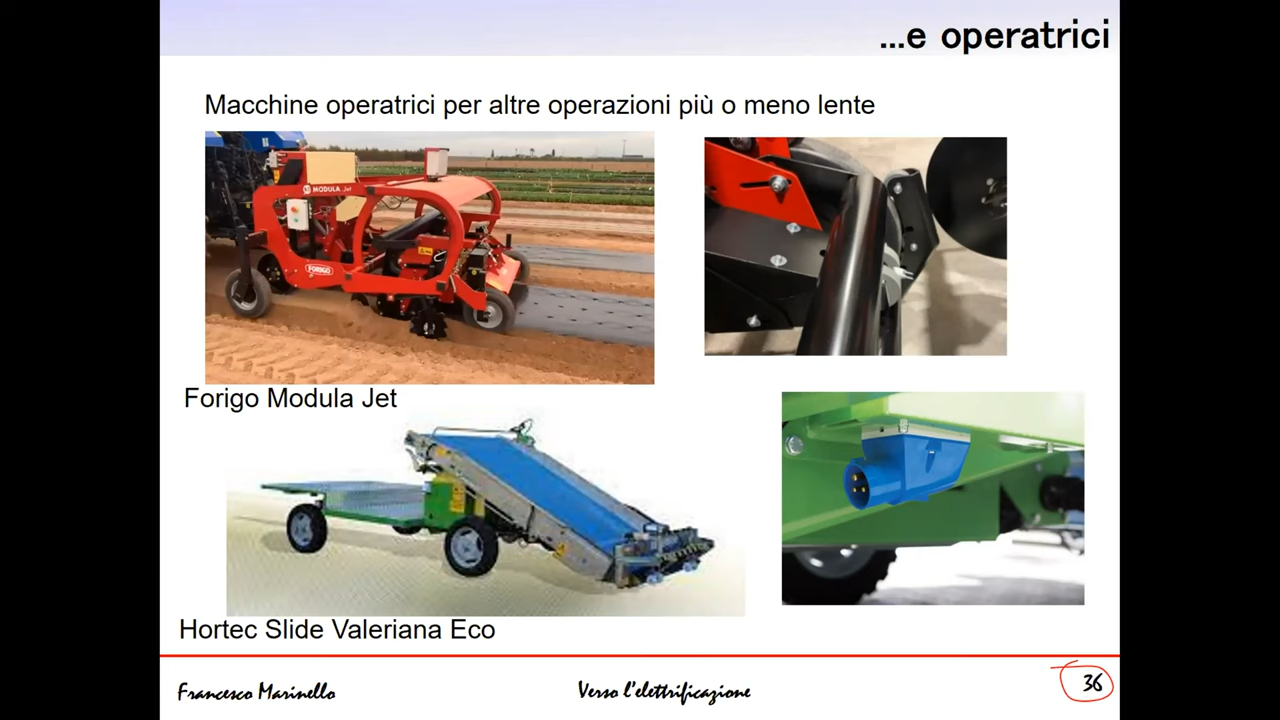 ...e operatrici
Macchine operatrici per altre operazioni più o meno lente
MODULA Jet
FORIGO
Forigo Modula Jet
Hortec Slide Valeriana Eco
Francesco Marinello
Verso l'elettrificazione
36